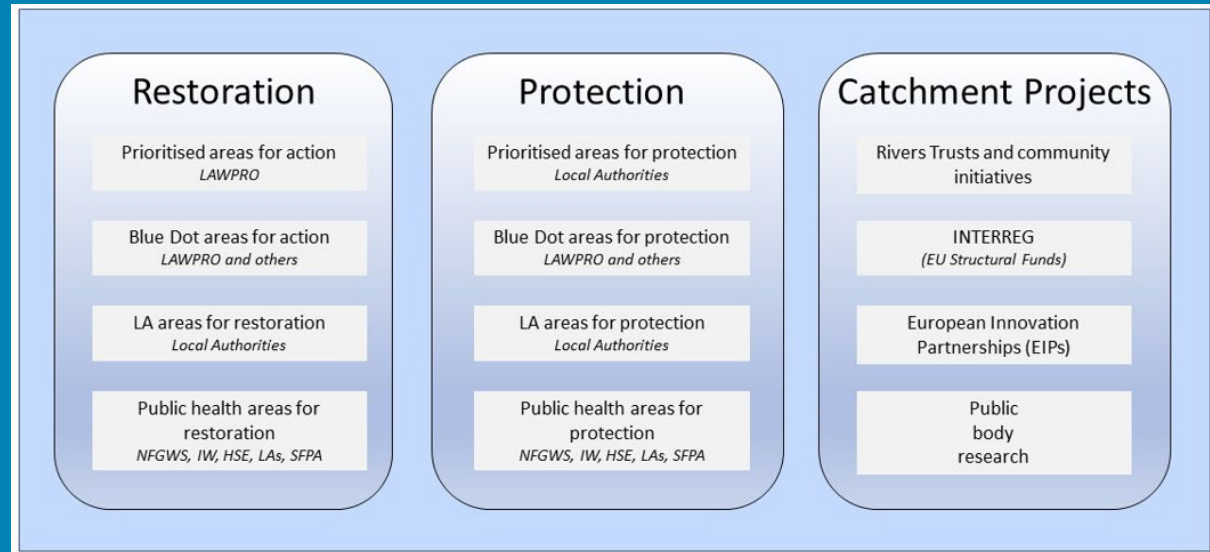 Restoration
Prioritised areas for action
LAWPRO
Blue Dot areas for action
LAWPRO and others
LA areas for restoration
Local Authorities
Public health areas for
restoration
NFGWS, IW, HSE, LAs, SFPA
Protection
Prioritised areas for protection
Local Authorities
Blue Dot areas for protection
LAWPRO and others
LA areas for protection
Local Authorities
Public health areas for
protection
NFGWS, IW, HSE, LAs, SFPA
Catchment Projects
Rivers Trusts and community
initiatives
INTERREG
(EU Structural Funds)
European Innovation
Partnerships (EIPs)
Public
body
research